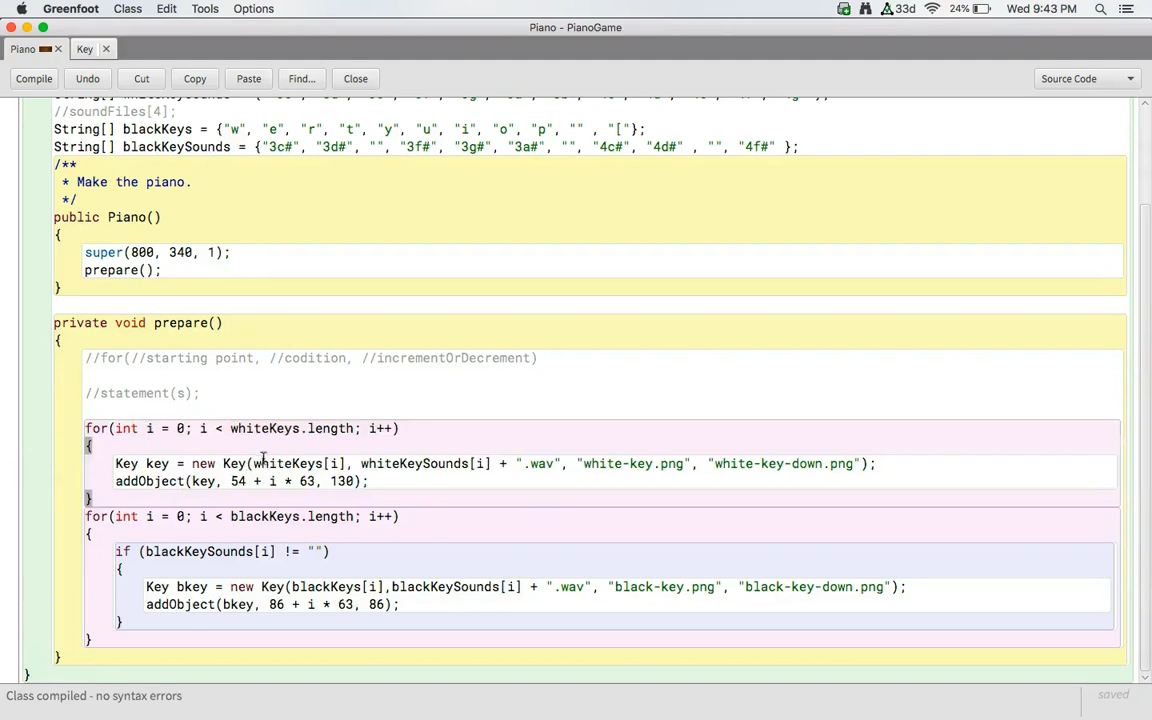 Greenfoot Class Edit Tools Options 33d 24% Wed 9:43 PM
Piano - PianoGame
Piano Key
Compile Undo Cut Copy Paste Find... Close Source Code
//soundFiles[4];
String[] blackKeys = {"w", "e", "r", "t", "y", "u", "i", "o", "p", "" , "["};
String[] blackKeySounds = {"3c#", "3d#", "", "3f#", "3g#", "3a#", "", "4c#", "4d#" , "", "4f#" };
/**
* Make the piano.
*/
public Piano()
{
super(800, 340, 1);
prepare();
}
private void prepare()
{
//for(//starting point, //codition, //incrementOrDecrement)
//statement(s);
for(int i = 0; i < whiteKeys.length; i++)
{
Key key = new Key(whiteKeys[i], whiteKeySounds[i] + ".wav", "white-key.png", "white-key-down.png");
addObject(key, 54 + i * 63, 130);
}
for(int i = 0; i < blackKeys.length; i++)
{
if (blackKeySounds[i] != "")
{
Key bkey = new Key(blackKeys[i],blackKeySounds[i] + ".wav", "black-key.png", "black-key-down.png");
addObject(bkey, 86 + i * 63, 86);
}
}
}
}
Class compiled - no syntax errors saved